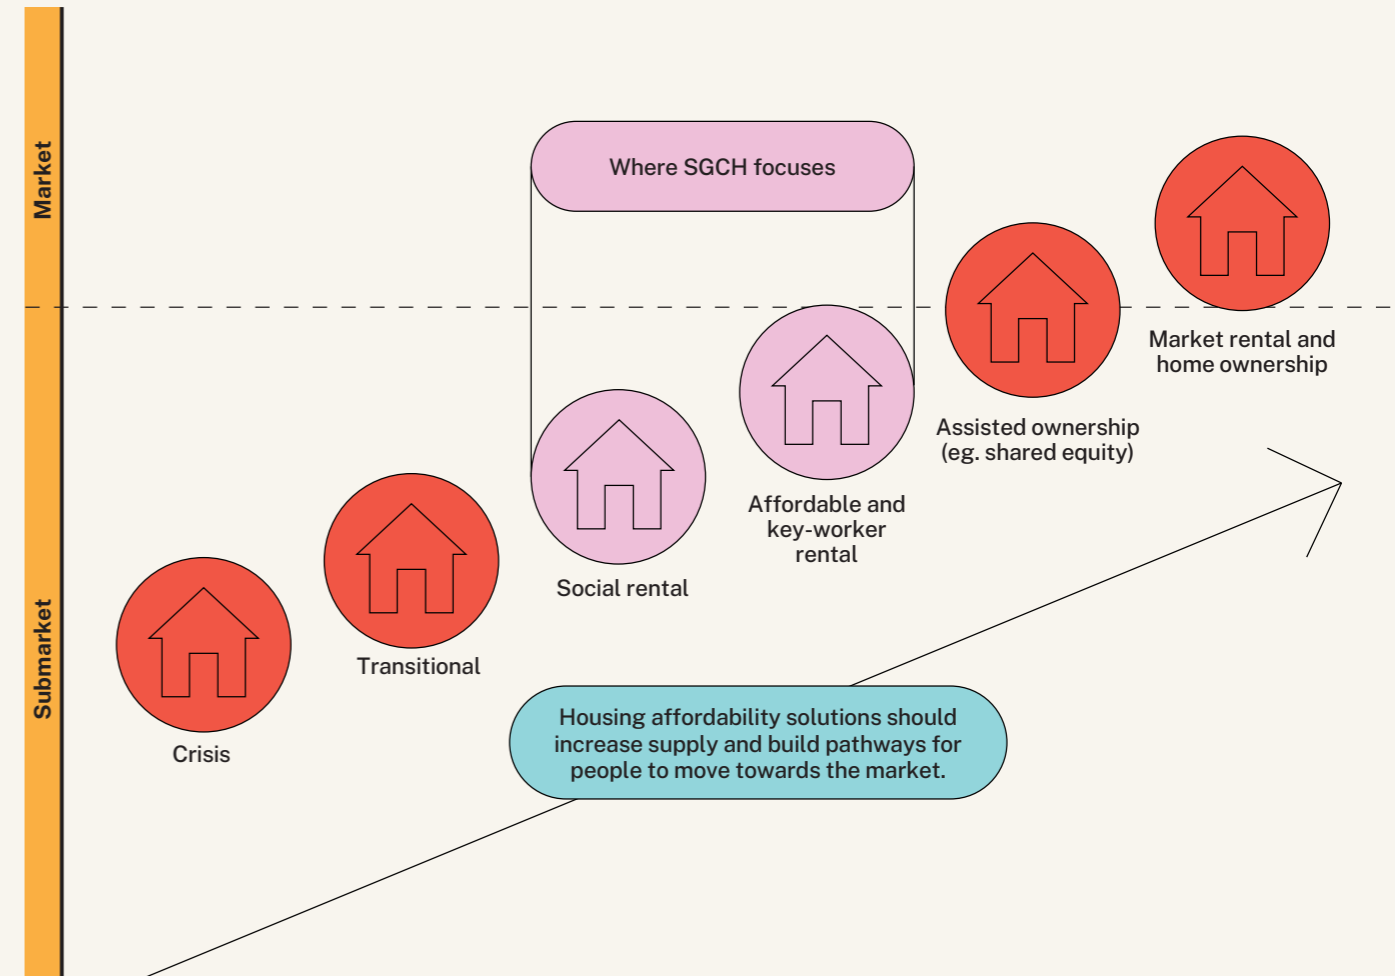 Market
Submarket
Where SGCH focuses
Crisis
Transitional
Social rental
Affordable and
key-worker
rental
Assisted ownership
(eg. shared equity)
Market rental and
home ownership
Housing affordability solutions should
increase supply and build pathways for
people to move towards the market.